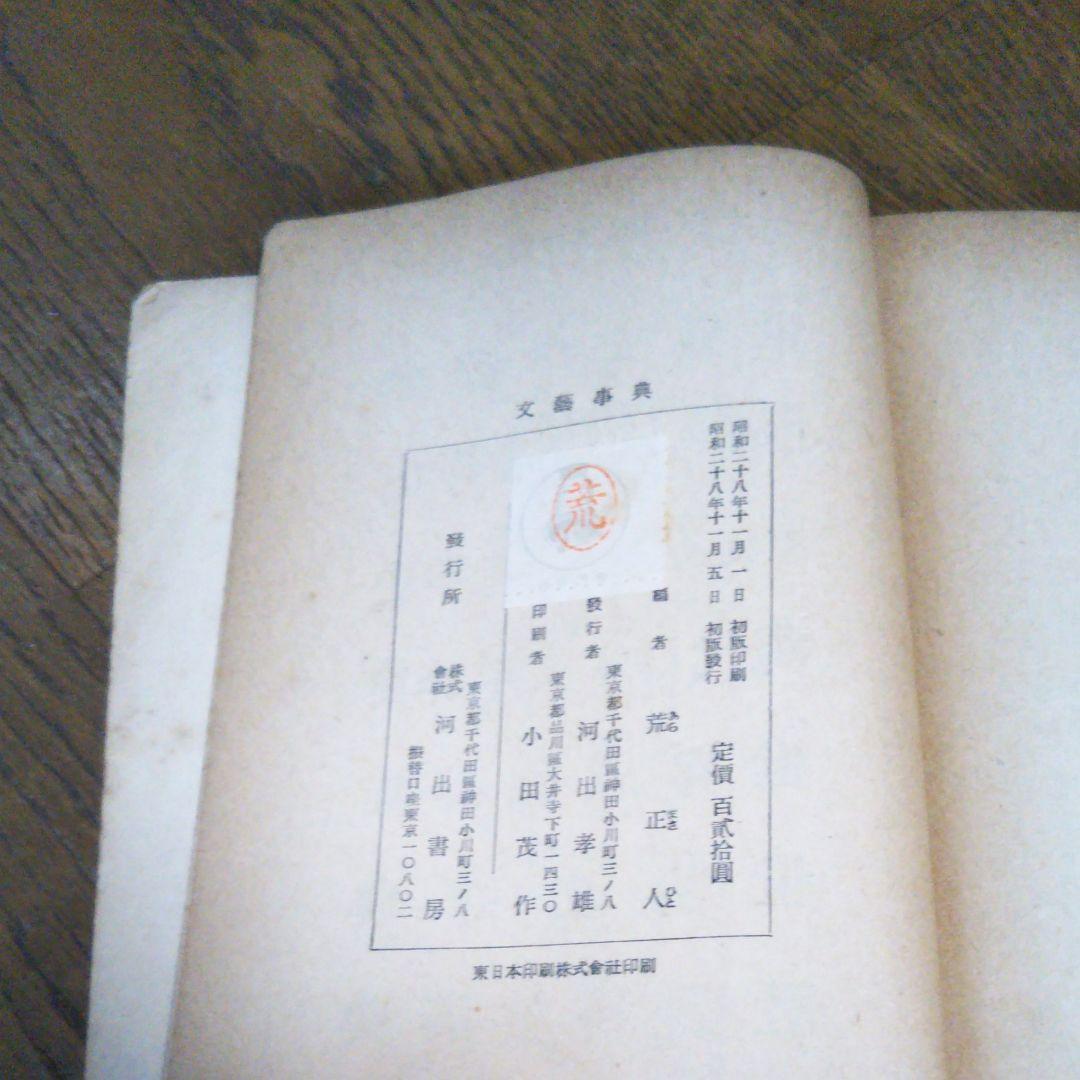 文藝事典
昭和二十八年十一月一日 初版印刷
昭和二十八年十一月五日 初版發行
定價 百貳拾圓
荒
編者 荒正人
あら まさ ひと
發行者 河出孝雄
東京都千代田區神田小川町三ノ八
印刷者 小田茂作
東京都品川區大井寺下町一四三〇
發行所 株式會社 河出書房
東京都千代田區神田小川町三ノ八
振替口座東京一〇八〇二
東日本印刷株式會社印刷